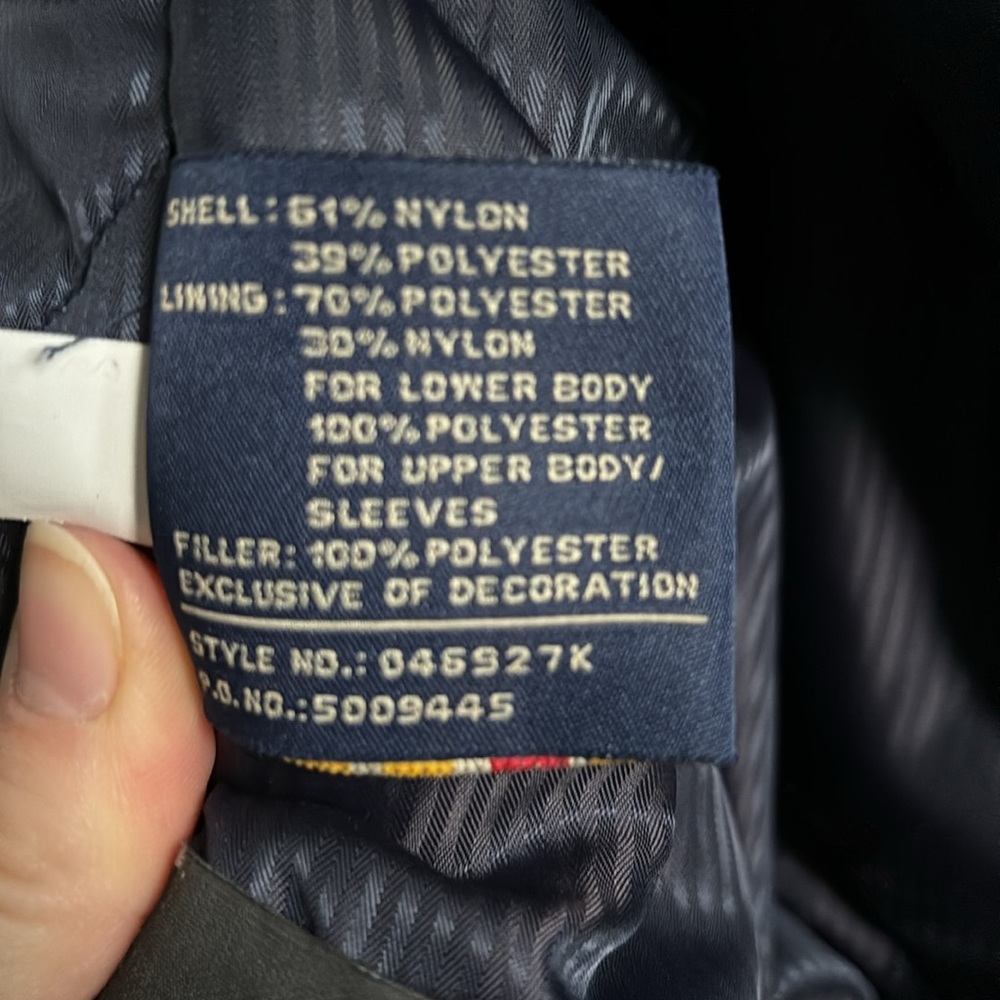 SHELL: 61% NYLON
39% POLYESTER
LINING: 70% POLYESTER
30% NYLON
FOR LOWER BODY
100% POLYESTER
FOR UPPER BODY/
SLEEVES
FILLER: 100% POLYESTER
EXCLUSIVE OF DECORATION
STYLE NO.: 046927K
P.O. NO.: 5009445